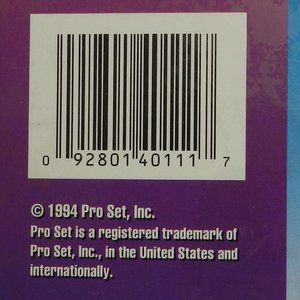 0 92801 40111 7
© 1994 Pro Set, Inc.
Pro Set is a registered trademark of
Pro Set, Inc., in the United States and
internationally.